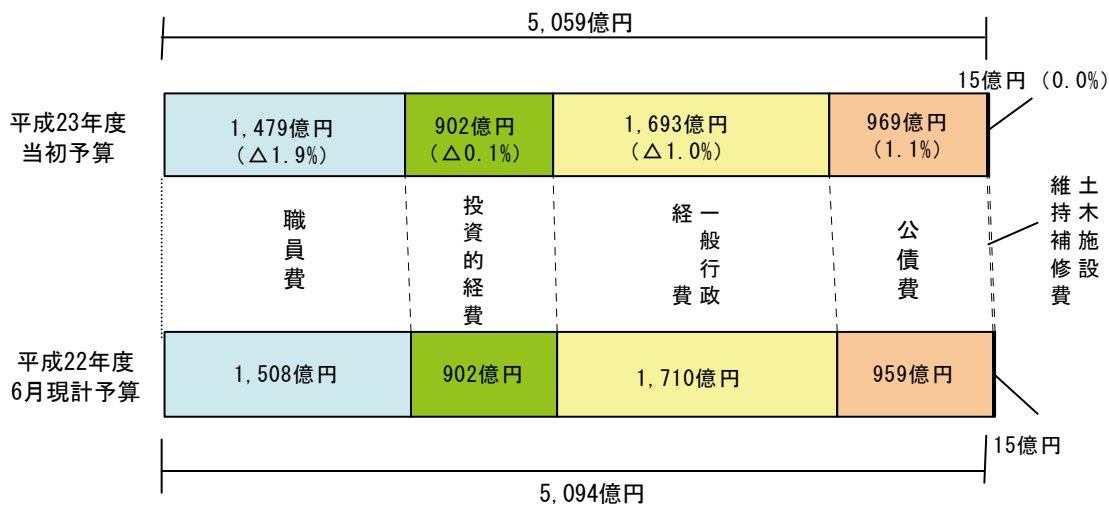 5,059億円
15億円 (0.0%)
平成23年度
当初予算
1,479億円
(△1.9%)
902億円
(△0.1%)
1,693億円
(△1.0%)
969億円
(1.1%)
職員費
投資的経費
一般行政
経費
公債費
土木施設
維持補修費
平成22年度
6月現計予算
1,508億円
902億円
1,710億円
959億円
15億円
5,094億円